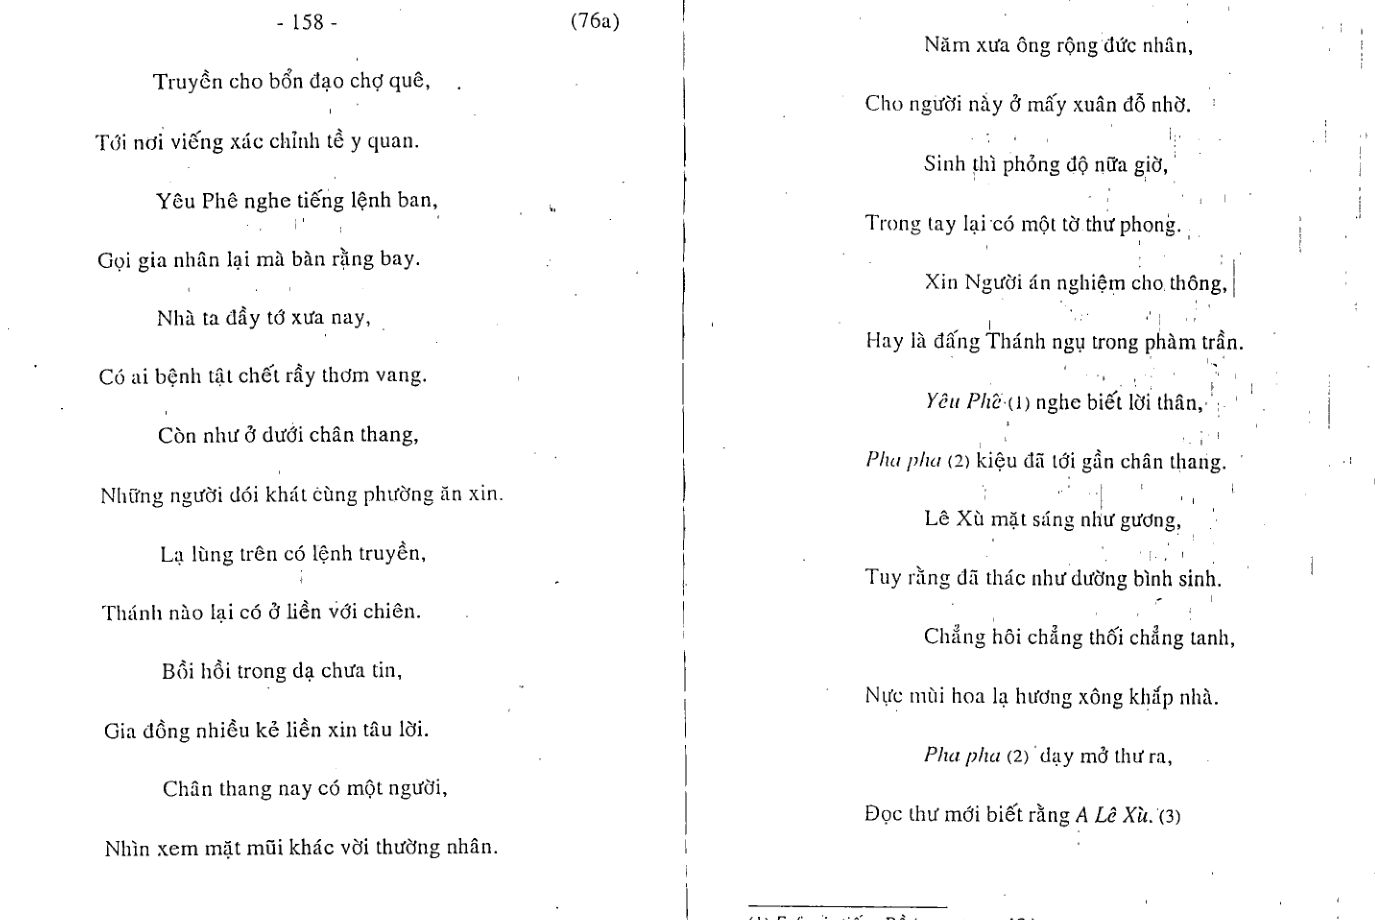 - 158 -
(76a)
Truyền cho bổn đạo chợ quê,
Tới nơi viếng xác chỉnh tề y quan.
Yêu Phê nghe tiếng lệnh ban,
Gọi gia nhân lại mà bàn rằng bay.
Nhà ta đầy tớ xưa nay,
Có ai bệnh tật chết rầy thơm vang.
Còn như ở dưới chân thang,
Những người dói khát cùng phường ăn xin.
Lạ lùng trên có lệnh truyền,
Thánh nào lại có ở liền với chiên.
Bồi hồi trong dạ chưa tin,
Gia đồng nhiều kẻ liền xin tâu lời.
Chân thang nay có một người,
Nhìn xem mặt mũi khác vời thường nhân.
Năm xưa ông rộng đức nhân,
Cho người này ở mấy xuân đỗ nhờ.
Sinh thì phỏng độ nữa giờ,
Trong tay lại có một tờ thư phong.
Xin Người án nghiệm cho thông,
Hay là đấng Thánh ngụ trong phàm trần.
Yêu Phê (1) nghe biết lời thân,
Pha pha (2) kiệu đã tới gần chân thang.
Lê Xù mặt sáng như gương,
Tuy rằng đã thác như dường bình sinh.
Chẳng hôi chẳng thối chẳng tanh,
Nực mùi hoa lạ hương xông khắp nhà.
Pha pha (2) dạy mở thư ra,
Đọc thư mới biết rằng A Lê Xù. (3)